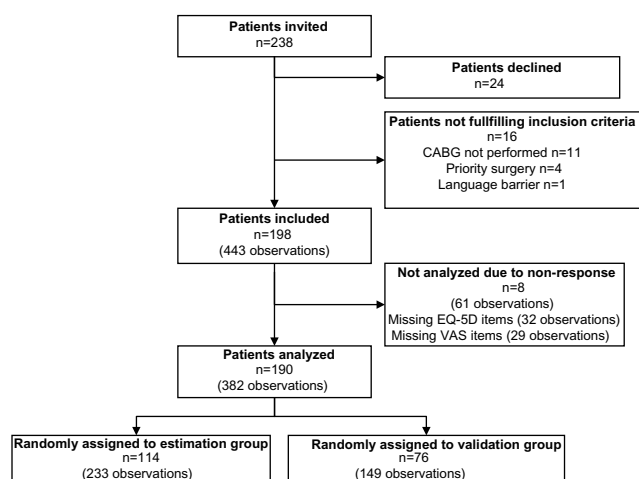 Patients invited
n=238
Patients declined
n=24
Patients not fullfilling inclusion criteria
n=16
CABG not performed n=11
Priority surgery n=4
Language barrier n=1
Patients included
n=198
(443 observations)
Not analyzed due to non-response
n=8
(61 observations)
Missing EQ-5D items (32 observations)
Missing VAS items (29 observations)
Patients analyzed
n=190
(382 observations)
Randomly assigned to estimation group
n=114
(233 observations)
Randomly assigned to validation group
n=76
(149 observations)